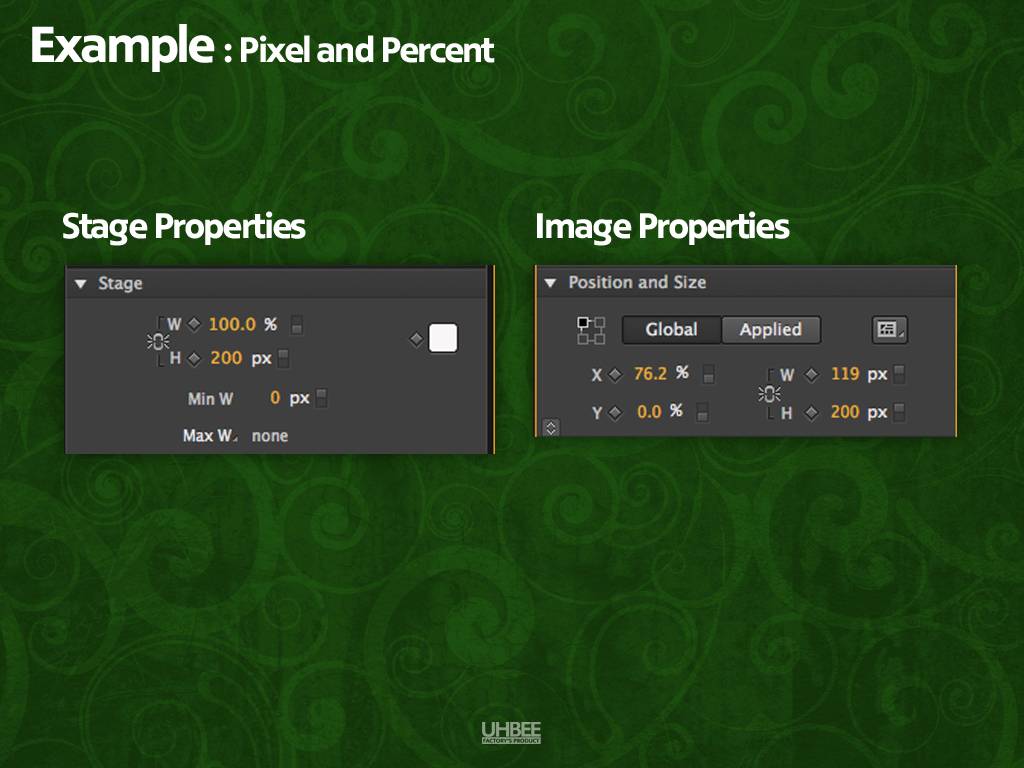 Example : Pixel and Percent
Stage Properties
Stage
W 100.0 %
H 200 px
Min W 0 px
Max W none
Image Properties
Position and Size
Global Applied
X 76.2 % W 119 px
Y 0.0 % H 200 px
UHBEE
FACTORY'S PRODUCT